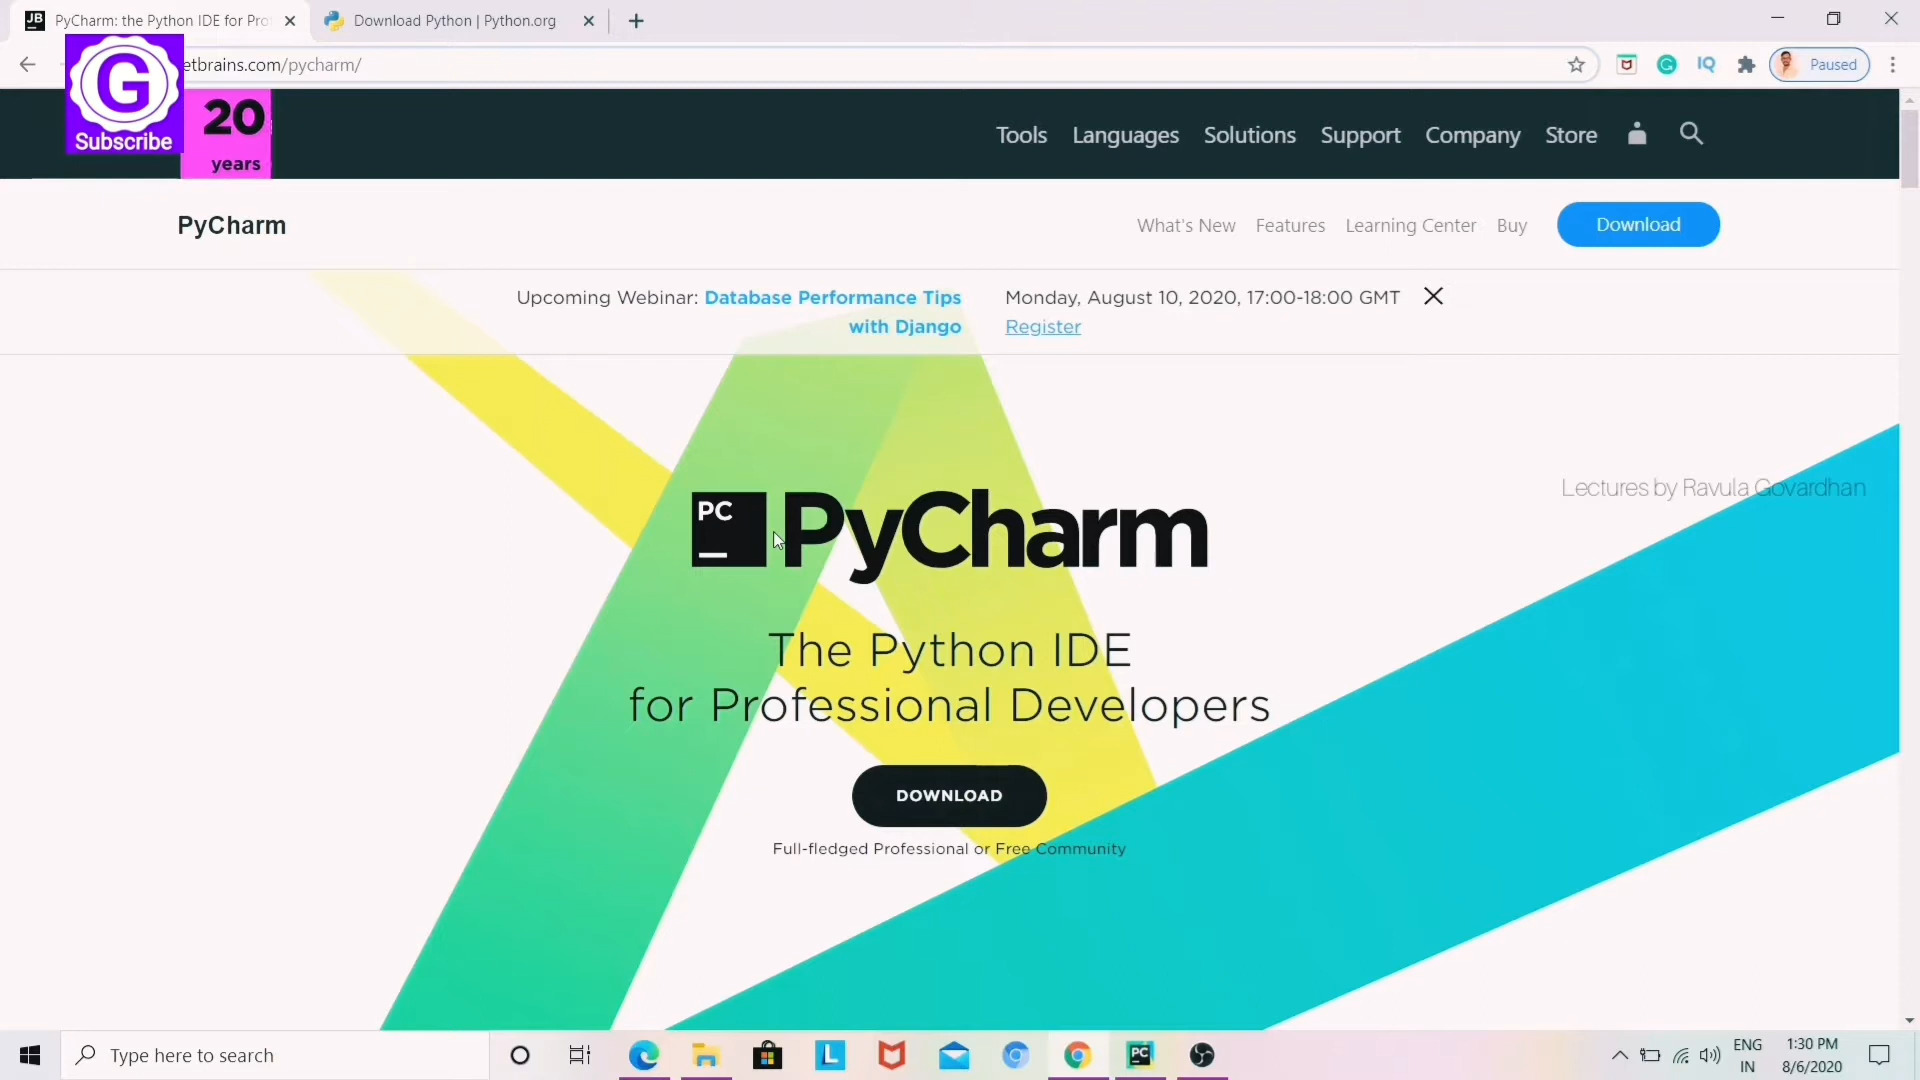 PyCharm: the Python IDE for Pro
Download Python | Python.org
etbrains.com/pycharm/
Paused
G
Subscribe
20
years
Tools
Languages
Solutions
Support
Company
Store
PyCharm
What's New
Features
Learning Center
Buy
Download
Upcoming Webinar: Database Performance Tips
with Django
Monday, August 10, 2020, 17:00-18:00 GMT
Register
Lectures by Ravula Govardhan
PC
PyCharm
The Python IDE
for Professional Developers
DOWNLOAD
Full-fledged Professional or Free Community
Type here to search
ENG
IN
1:30 PM
8/6/2020